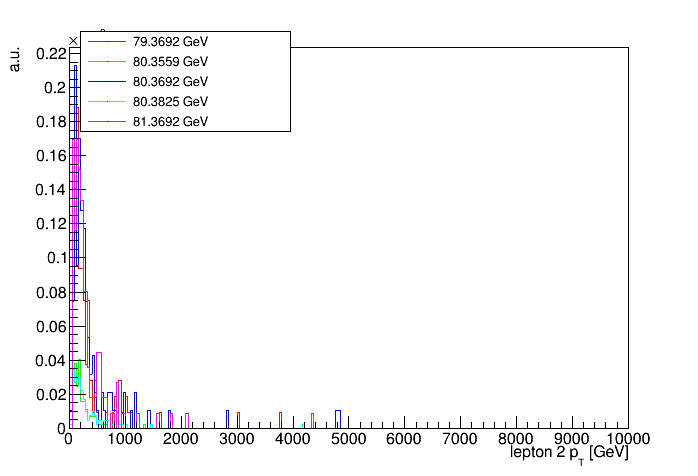 a.u.
×
79.3692 GeV
80.3559 GeV
80.3692 GeV
80.3825 GeV
81.3692 GeV
0.22
0.2
0.18
0.16
0.14
0.12
0.1
0.08
0.06
0.04
0.02
0
0 1000 2000 3000 4000 5000 6000 7000 8000 9000 10000
lepton 2 p_T [GeV]